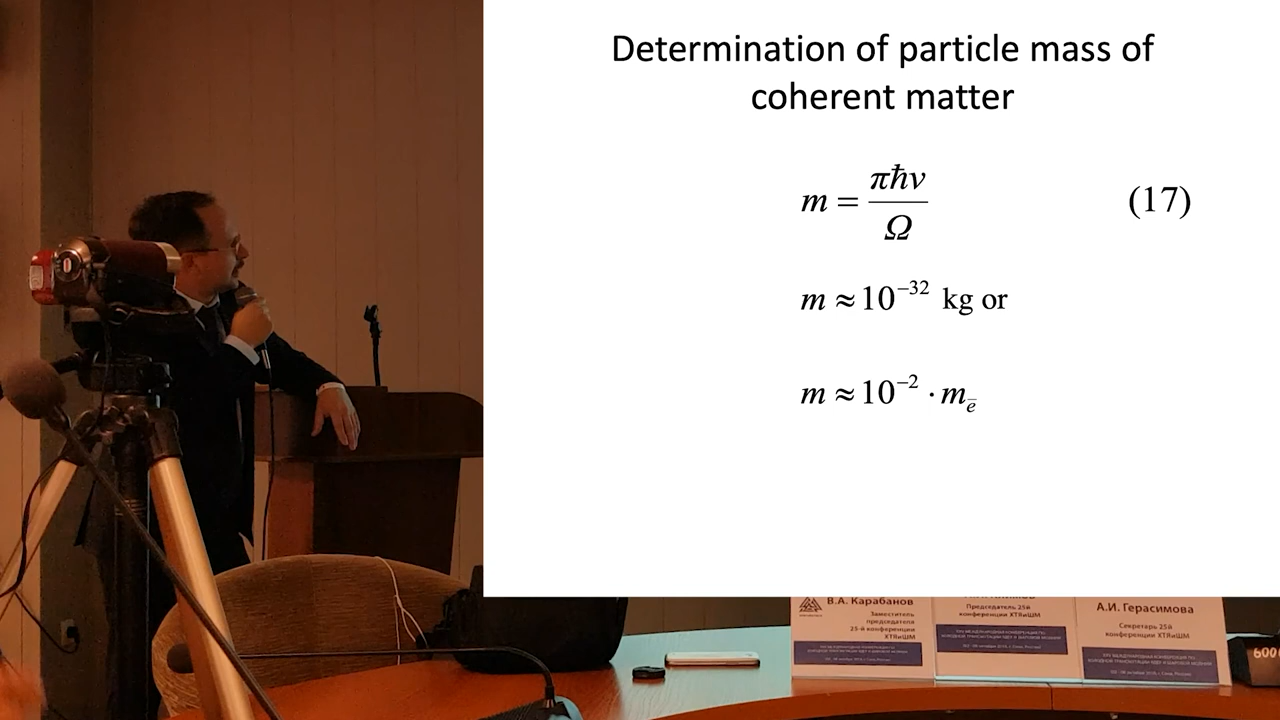 Determination of particle mass of
coherent matter
m = πħν / Ω (17)
m ≈ 10⁻³² kg or
m ≈ 10⁻² · mₑ̄
В.А. Карабанов
Заместитель
председателя
25-й конференции
ХТЯиШМ
Председатель 25й
конференции ХТЯиШМ
А.И. Герасимова
Секретарь 25й
конференции ХТЯиШМ
600